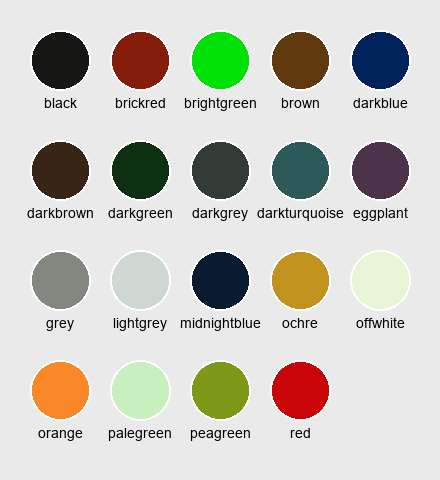 black brickred brightgreen brown darkblue
darkbrown darkgreen darkgrey darkturquoise eggplant
grey lightgrey midnightblue ochre offwhite
orange palegreen peagreen red